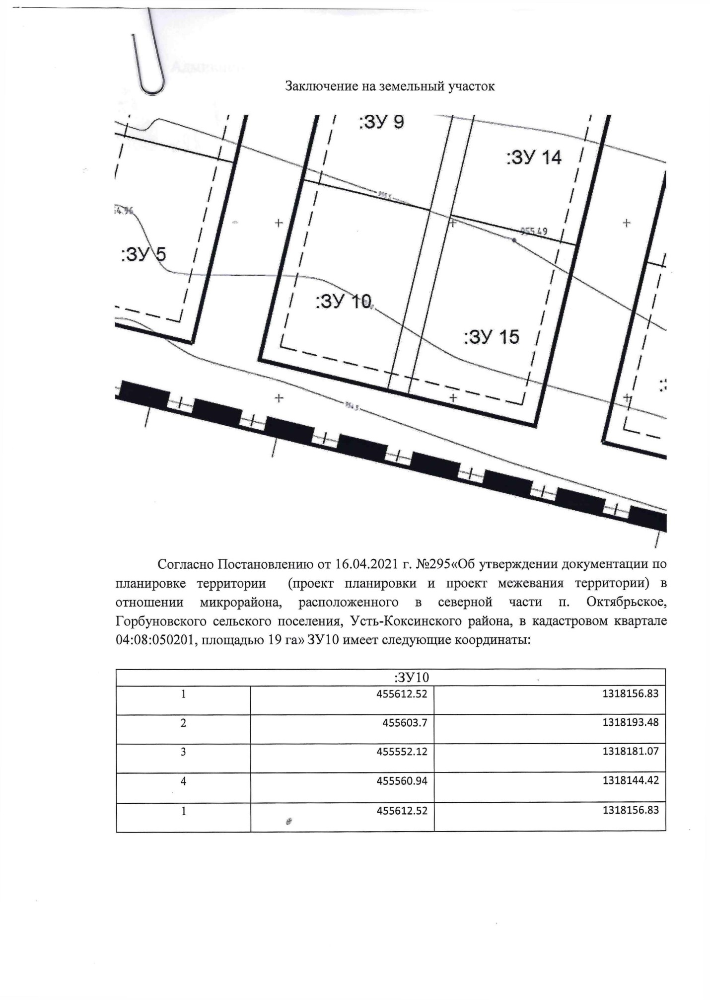 Заключение на земельный участок
:ЗУ 9
:ЗУ 14
955.5
955.49
:ЗУ 5
:ЗУ 10
:ЗУ 15
954.5
Согласно Постановлению от 16.04.2021 г. №295«Об утверждении документации по
планировке территории (проект планировки и проект межевания территории) в
отношении микрорайона, расположенного в северной части п. Октябрьское,
Горбуновского сельского поселения, Усть-Коксинского района, в кадастровом квартале
04:08:050201, площадью 19 га» ЗУ10 имеет следующие координаты:
:ЗУ10
1 455612.52 1318156.83
2 455603.7 1318193.48
3 455552.12 1318181.07
4 455560.94 1318144.42
1 455612.52 1318156.83